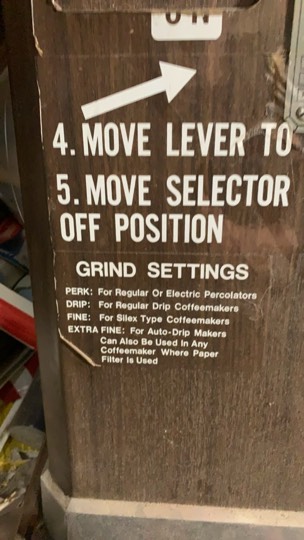 4. MOVE LEVER TO
5. MOVE SELECTOR
OFF POSITION
GRIND SETTINGS
PERK: For Regular Or Electric Percolators
DRIP: For Regular Drip Coffeemakers
FINE: For Silex Type Coffeemakers
EXTRA FINE: For Auto-Drip Makers
Can Also Be Used In Any
Coffeemaker Where Paper
Filter Is Used